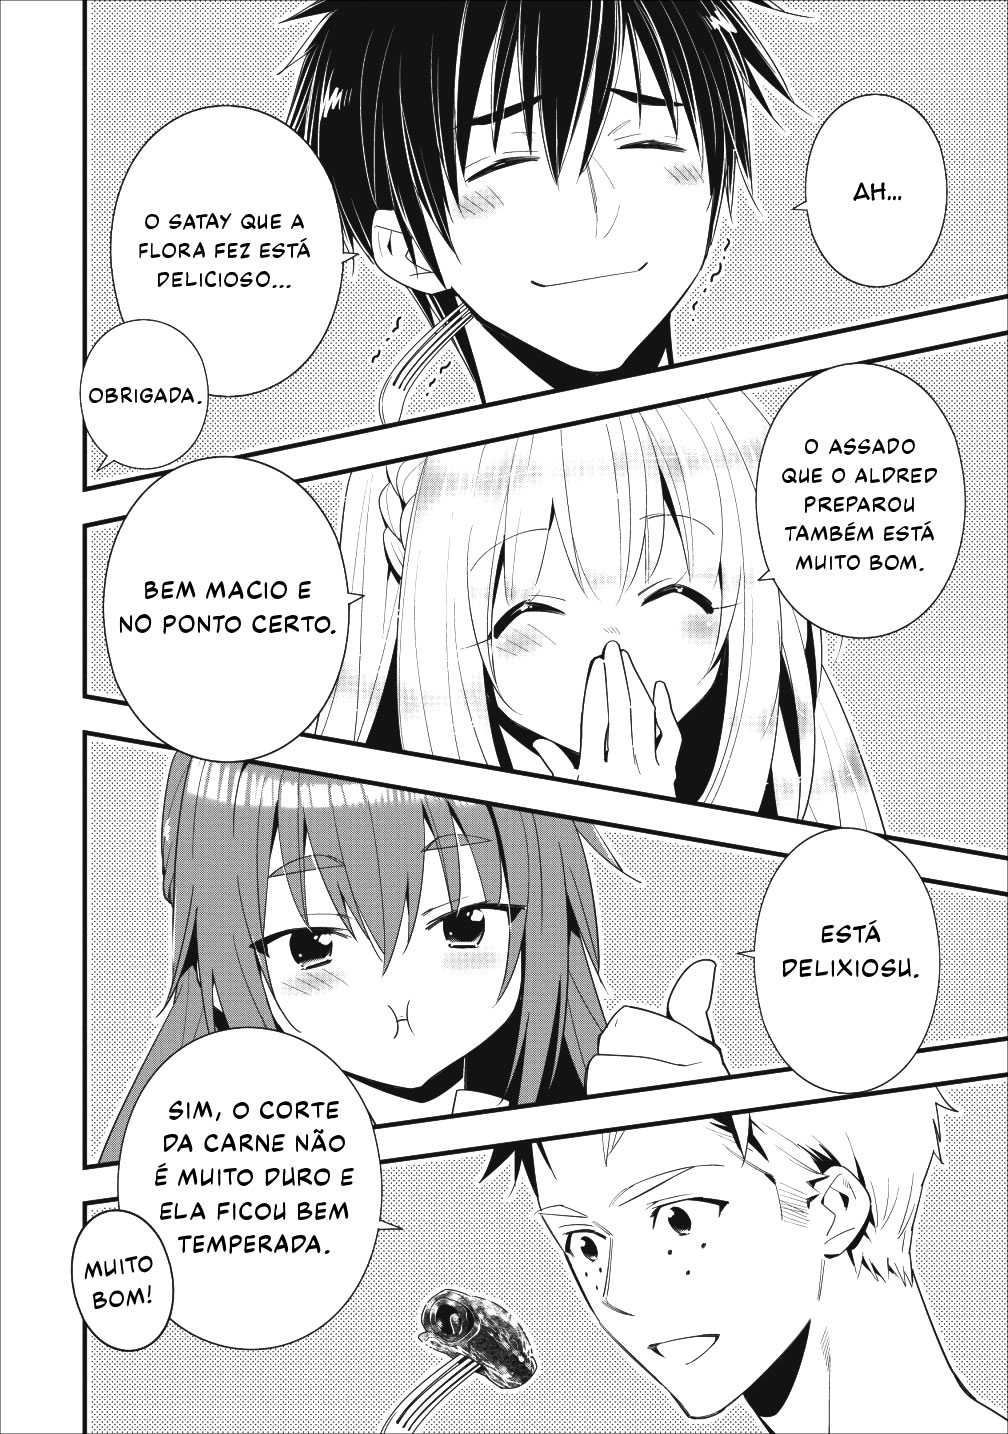 AH...
O SATAY QUE A
FLORA FEZ ESTÁ
DELICIOSO...
OBRIGADA.
O ASSADO
QUE O ALDRED
PREPAROU
TAMBÉM ESTÁ
MUITO BOM.
BEM MACIO E
NO PONTO CERTO.
ESTÁ
DELIXIOSU.
SIM, O CORTE
DA CARNE NÃO
É MUITO DURO E
ELA FICOU BEM
TEMPERADA.
MUITO
BOM!